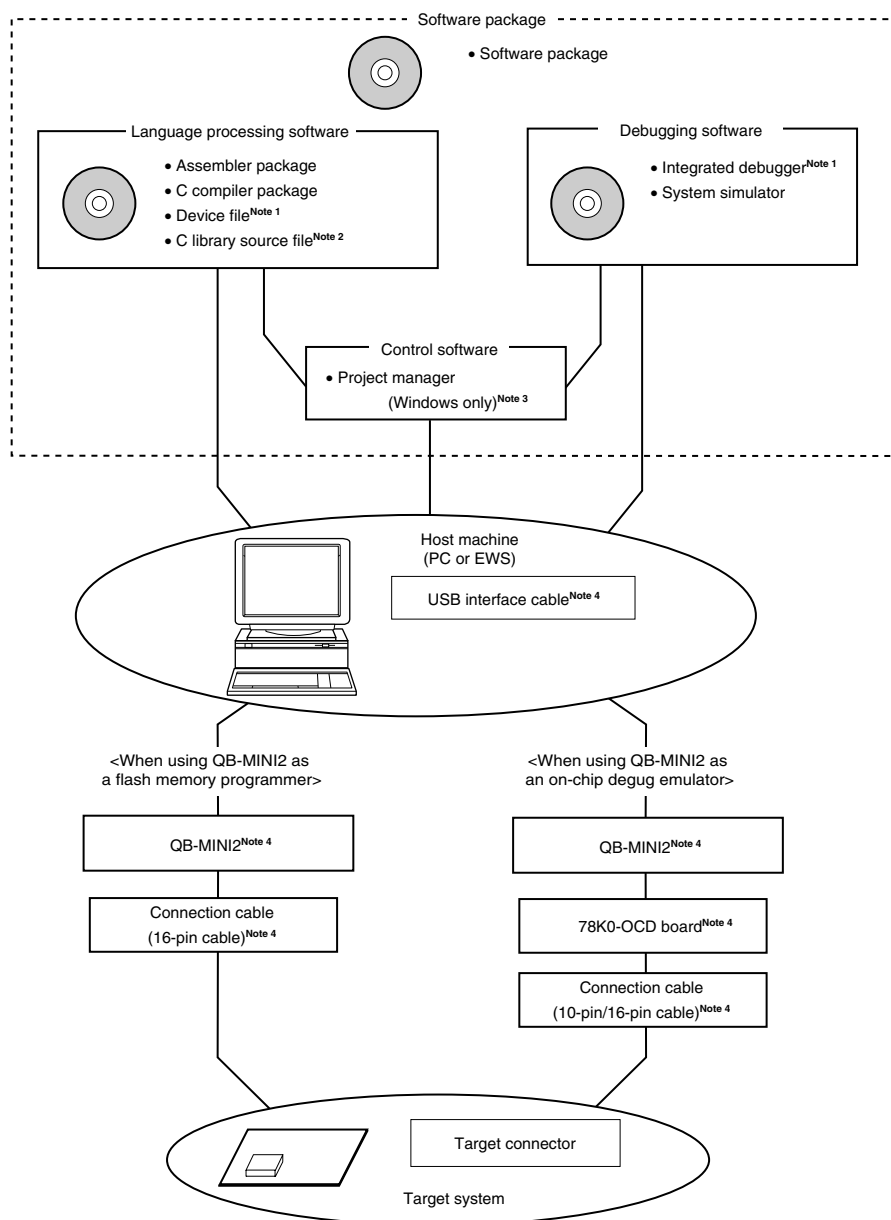 Software package
• Software package
Language processing software
• Assembler package
• C compiler package
• Device fileNote 1
• C library source fileNote 2
Debugging software
• Integrated debuggerNote 1
• System simulator
Control software
• Project manager
(Windows only)Note 3
Host machine
(PC or EWS)
USB interface cableNote 4
<When using QB-MINI2 as
a flash memory programmer>
<When using QB-MINI2 as
an on-chip degug emulator>
QB-MINI2Note 4
QB-MINI2Note 4
Connection cable
(16-pin cable)Note 4
78K0-OCD boardNote 4
Connection cable
(10-pin/16-pin cable)Note 4
Target connector
Target system